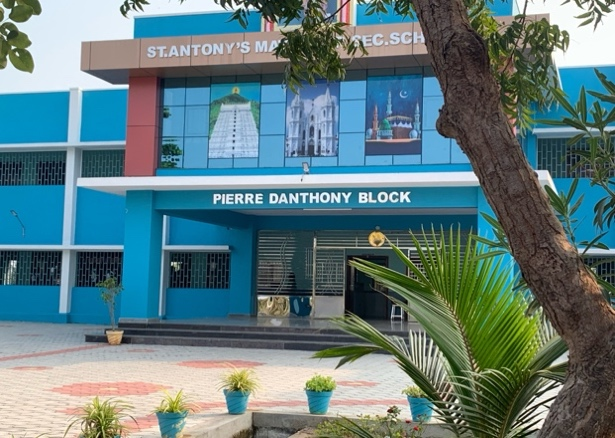 ST.ANTONY'S MA SEC.SCH
PIERRE DANTHONY BLOCK